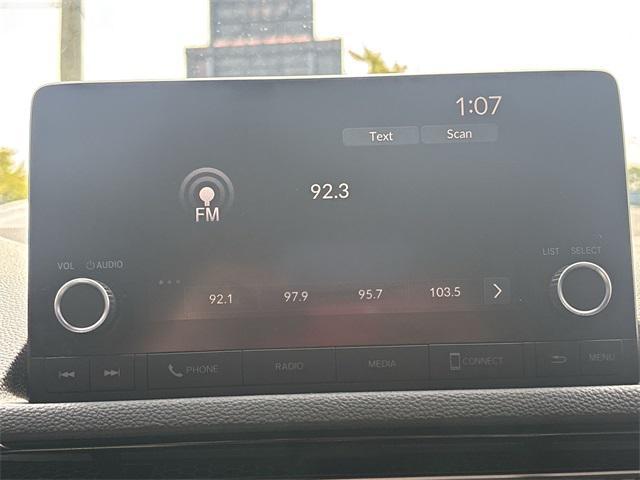 1:07
Text Scan
FM 92.3
VOL AUDIO LIST SELECT
92.1 97.9 95.7 103.5
PHONE RADIO MEDIA CONNECT MENU